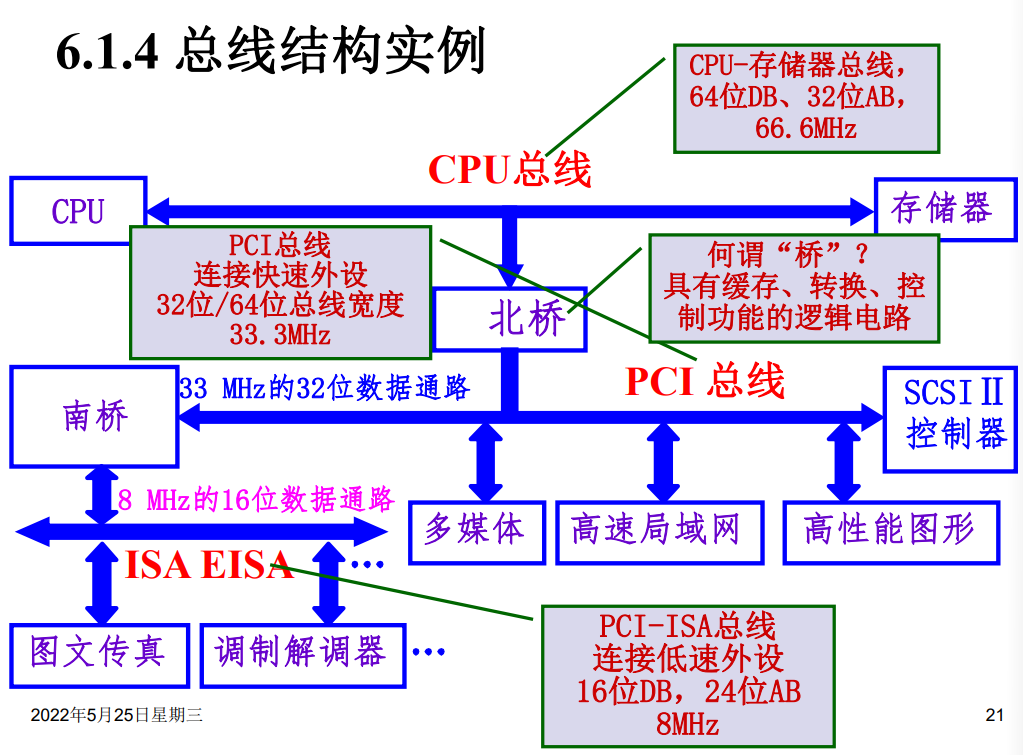 6.1.4 总线结构实例
CPU-存储器总线，
64位DB、32位AB，
66.6MHz
CPU总线
CPU
存储器
PCI总线
连接快速外设
32位/64位总线宽度
33.3MHz
何谓“桥”？
具有缓存、转换、控
制功能的逻辑电路
北桥
PCI 总线
33 MHz的32位数据通路
南桥
SCSIⅡ
控制器
8 MHz的16位数据通路
多媒体
高速局域网
高性能图形
ISA EISA
…
图文传真
调制解调器
…
PCI-ISA总线
连接低速外设
16位DB，24位AB
8MHz
2022年5月25日星期三
21